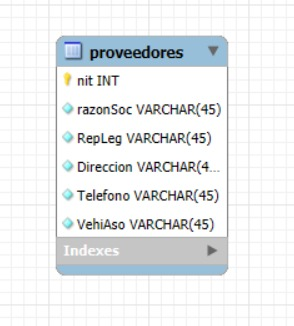 proveedores
nit INT
razonSoc VARCHAR(45)
RepLeg VARCHAR(45)
Direccion VARCHAR(4...
Telefono VARCHAR(45)
VehiAso VARCHAR(45)
Indexes